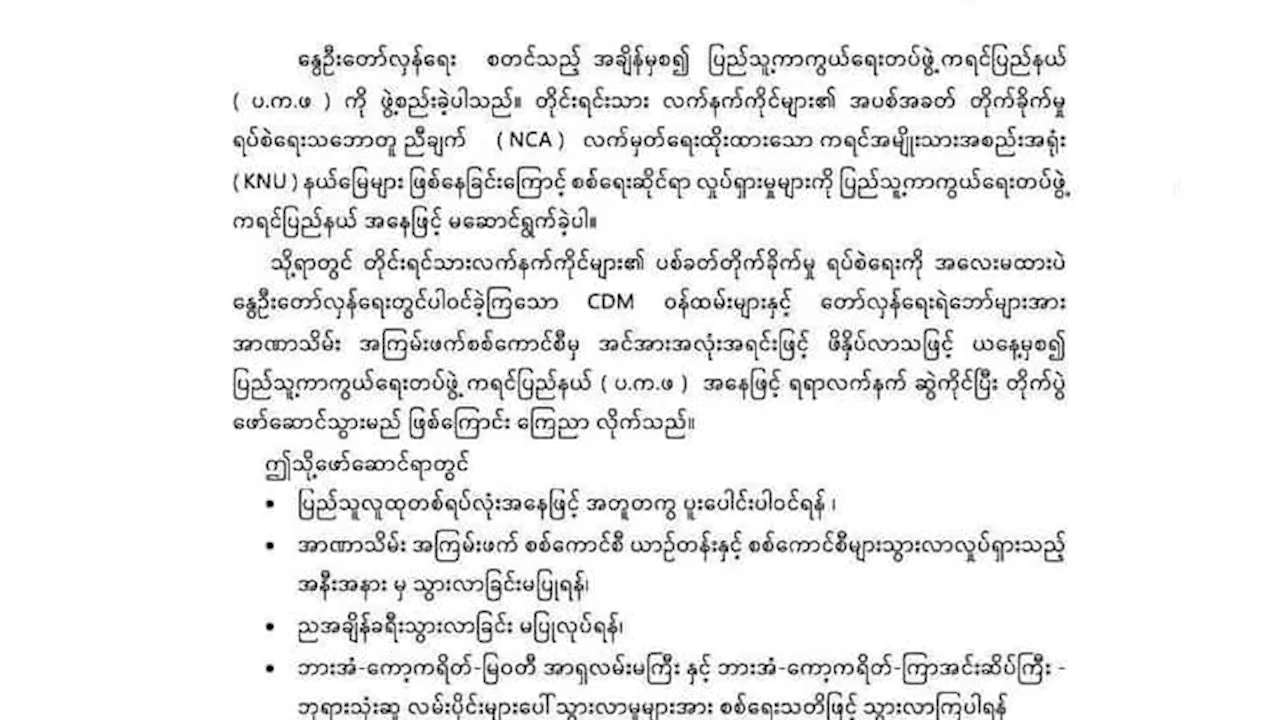 နွေဦးတော်လှန်ရေး စတင်သည့် အချိန်မှစ၍ ပြည်သူ့ကာကွယ်ရေးတပ်ဖွဲ့ ကရင်ပြည်နယ်
( ပ.က.ဖ ) ကို ဖွဲ့စည်းခဲ့ပါသည်။ တိုင်းရင်းသား လက်နက်ကိုင်များ၏ အပစ်အခတ် တိုက်ခိုက်မှု
ရပ်စဲရေးသဘောတူ ညီချက် ( NCA ) လက်မှတ်ရေးထိုးထားသော ကရင်အမျိုးသားအစည်းအရုံး
( KNU ) နယ်မြေများ ဖြစ်နေခြင်းကြောင့် စစ်ရေးဆိုင်ရာ လှုပ်ရှားမှုများကို ပြည်သူ့ကာကွယ်ရေးတပ်ဖွဲ့
ကရင်ပြည်နယ် အနေဖြင့် မဆောင်ရွက်ခဲ့ပါ။
သို့ရာတွင် တိုင်းရင်းသားလက်နက်ကိုင်များ၏ ပစ်ခတ်တိုက်ခိုက်မှု ရပ်စဲရေးကို အလေးမထားပဲ
နွေဦးတော်လှန်ရေးတွင်ပါဝင်ခဲ့ကြသော CDM ဝန်ထမ်းများနှင့် တော်လှန်ရေးရဲဘော်များအား
အာဏာသိမ်း အကြမ်းဖက်စစ်ကောင်စီမှ အင်အားအလုံးအရင်းဖြင့် ဖိနှိပ်လာသဖြင့် ယနေ့မှစ၍
ပြည်သူ့ကာကွယ်ရေးတပ်ဖွဲ့ ကရင်ပြည်နယ် ( ပ.က.ဖ ) အနေဖြင့် ရရာလက်နက် ဆွဲကိုင်ပြီး တိုက်ပွဲ
ဖော်ဆောင်သွားမည် ဖြစ်ကြောင်း ကြေညာ လိုက်သည်။
ဤသို့ဖော်ဆောင်ရာတွင်
• ပြည်သူလူထုတစ်ရပ်လုံးအနေဖြင့် အတူတကွ ပူးပေါင်းပါဝင်ရန် ၊
• အာဏာသိမ်း အကြမ်းဖက် စစ်ကောင်စီ ယာဉ်တန်းနှင့် စစ်ကောင်စီများသွားလာလှုပ်ရှားသည့်
အနီးအနား မှ သွားလာခြင်းမပြုရန်၊
• ညအချိန်ခရီးသွားလာခြင်း မပြုလုပ်ရန်၊
• ဘားအံ-ကော့ကရိတ်-မြဝတီ အာရှလမ်းမကြီး နှင့် ဘားအံ-ကော့ကရိတ်-ကြာအင်းဆိပ်ကြီး -
ဘုရားသုံးဆူ လမ်းပိုင်းများပေါ် သွားလာမှုများအား စစ်ရေးသတိဖြင့် သွားလာကြပါရန်